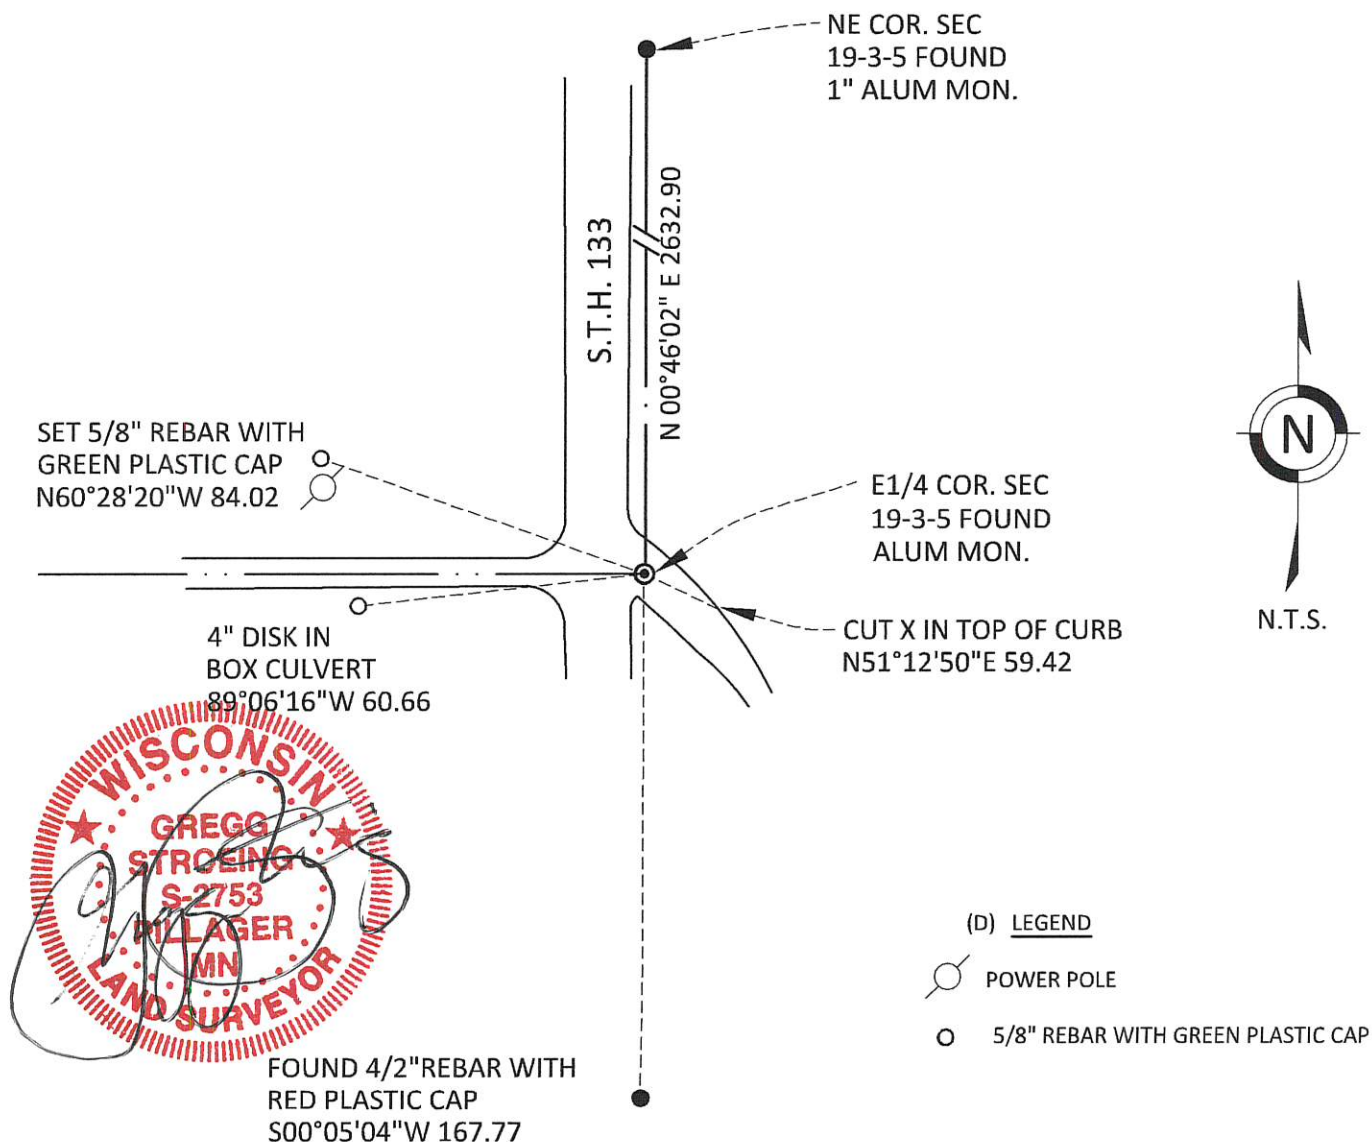 NE COR. SEC
19-3-5 FOUND
1" ALUM MON.
S.T.H. 133
N 00°46'02" E 2632.90
SET 5/8" REBAR WITH
GREEN PLASTIC CAP
N60°28'20"W 84.02
N
N.T.S.
E1/4 COR. SEC
19-3-5 FOUND
ALUM MON.
CUT X IN TOP OF CURB
N51°12'50"E 59.42
4" DISK IN
BOX CULVERT
89°06'16"W 60.66
WISCONSIN
GREGG
STROEING
S-2753
PILLAGER
MN
LAND SURVEYOR
(D) LEGEND
POWER POLE
5/8" REBAR WITH GREEN PLASTIC CAP
FOUND 4/2"REBAR WITH
RED PLASTIC CAP
S00°05'04"W 167.77